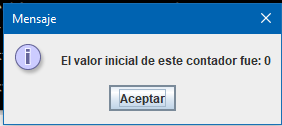 Mensaje
El valor inicial de este contador fue: 0
Aceptar